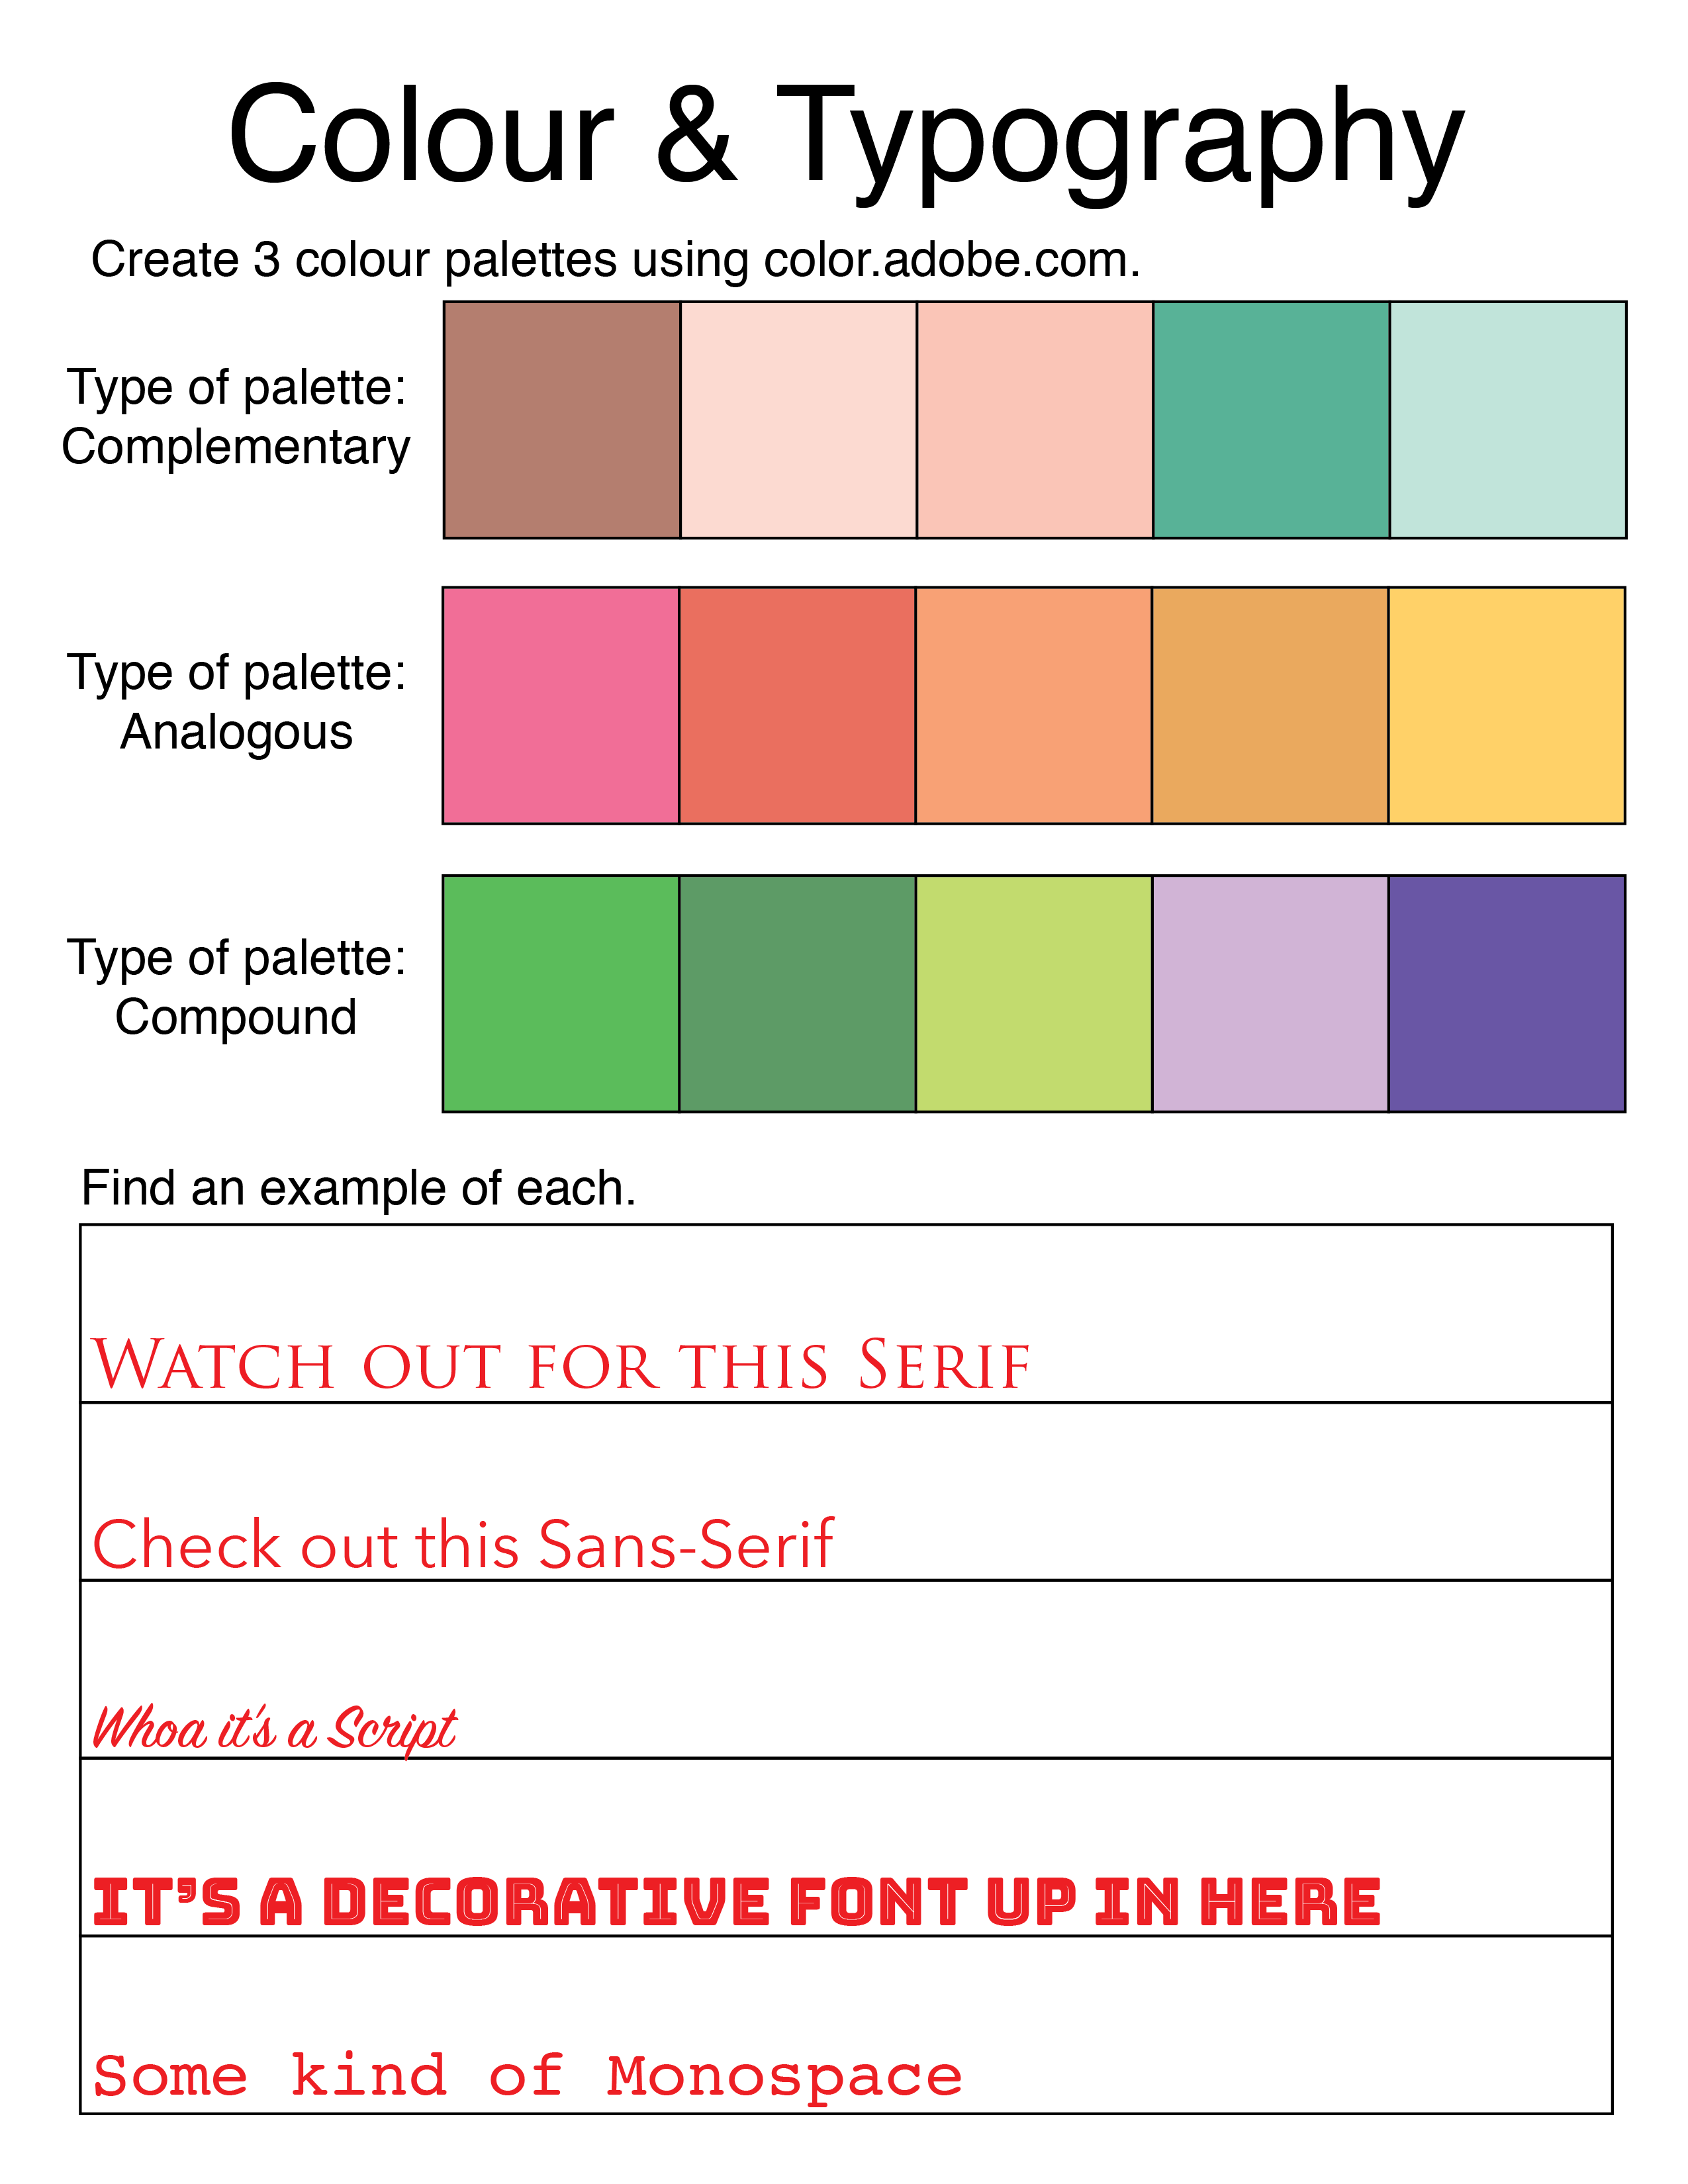 Colour & Typography
Create 3 colour palettes using color.adobe.com.
Type of palette:
Complementary
Type of palette:
Analogous
Type of palette:
Compound
Find an example of each.
Watch out for this Serif
Check out this Sans-Serif
Whoa it's a Script
IT'S A DECORATIVE FONT UP IN HERE
Some kind of Monospace